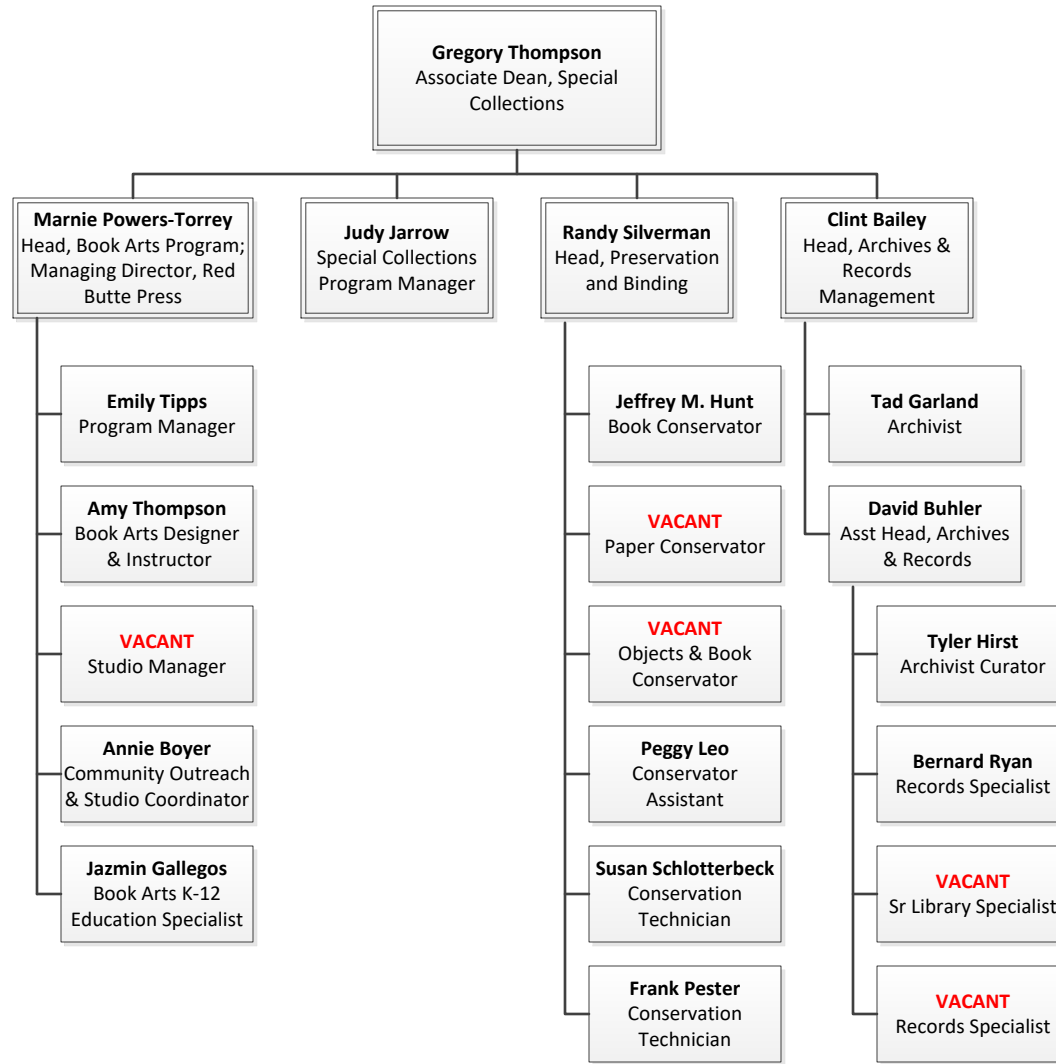 Gregory Thompson
Associate Dean, Special
Collections
Marnie Powers-Torrey
Head, Book Arts Program;
Managing Director, Red
Butte Press
Judy Jarrow
Special Collections
Program Manager
Randy Silverman
Head, Preservation
and Binding
Clint Bailey
Head, Archives &
Records
Management
Emily Tipps
Program Manager
Amy Thompson
Book Arts Designer
& Instructor
VACANT
Studio Manager
Annie Boyer
Community Outreach
& Studio Coordinator
Jazmin Gallegos
Book Arts K-12
Education Specialist
Jeffrey M. Hunt
Book Conservator
VACANT
Paper Conservator
VACANT
Objects & Book
Conservator
Peggy Leo
Conservator
Assistant
Susan Schlotterbeck
Conservation
Technician
Frank Pester
Conservation
Technician
Tad Garland
Archivist
David Buhler
Asst Head, Archives
& Records
Tyler Hirst
Archivist Curator
Bernard Ryan
Records Specialist
VACANT
Sr Library Specialist
VACANT
Records Specialist